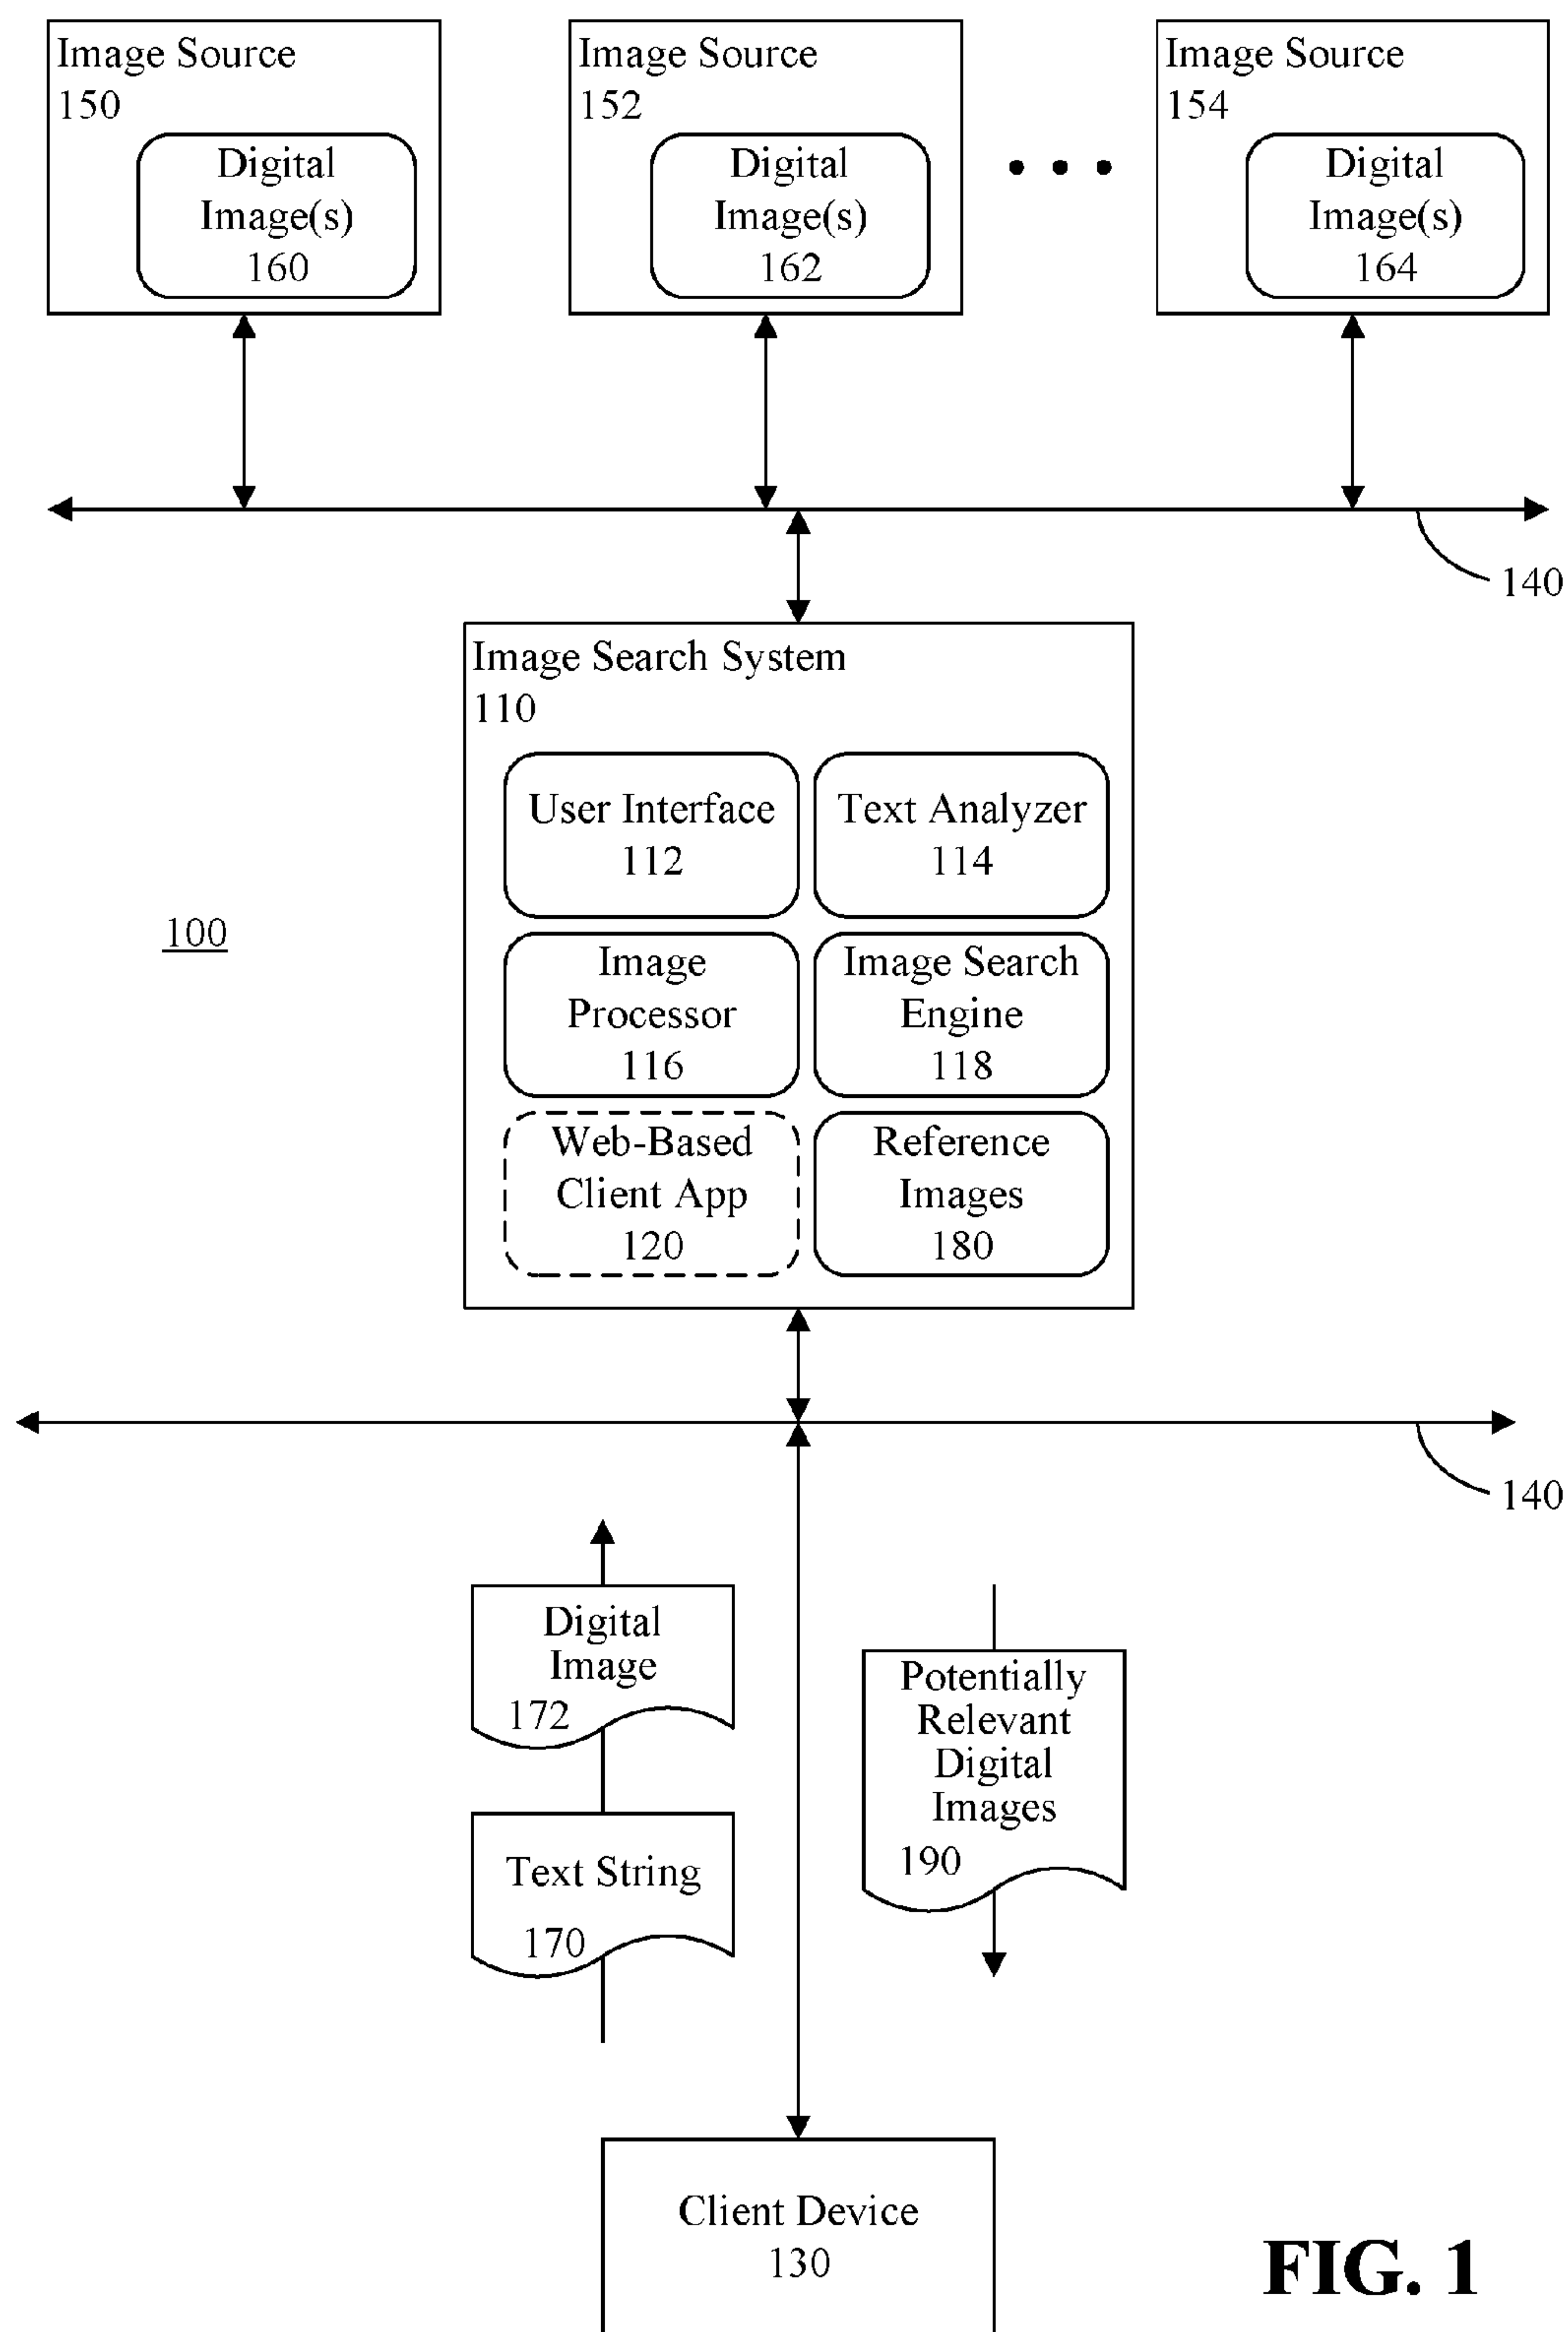 Image Source
150
Digital
Image(s)
160
Image Source
152
Digital
Image(s)
162
Image Source
154
Digital
Image(s)
164
140
Image Search System
110
User Interface
112
Text Analyzer
114
100
Image
Processor
116
Image Search
Engine
118
Web-Based
Client App
120
Reference
Images
180
140
Digital
Image
172
Potentially
Relevant
Digital
Images
190
Text String
170
Client Device
130
FIG. 1